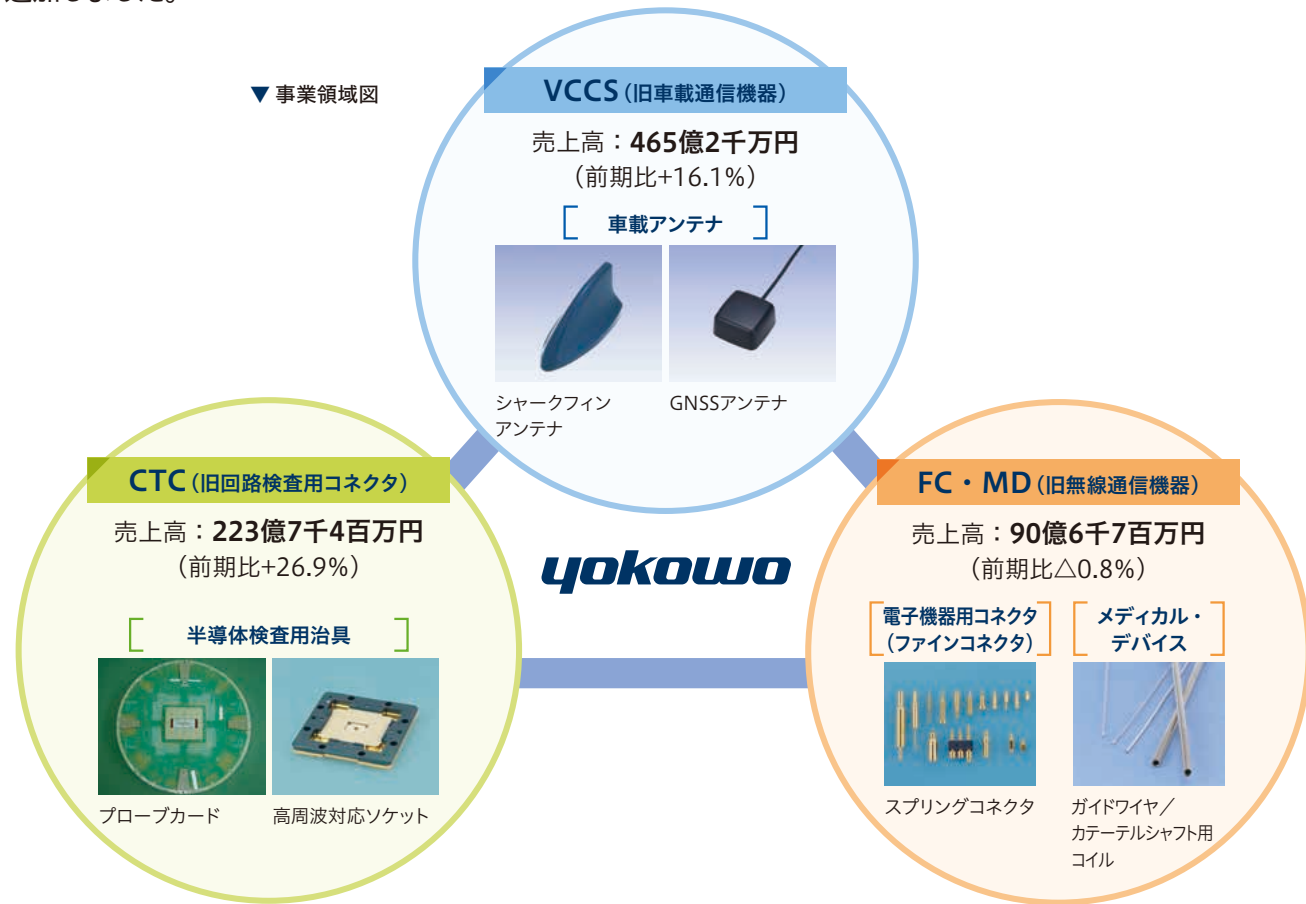 ▼ 事業領域図
VCCS（旧車載通信機器）
売上高：465億2千万円
（前期比+16.1%）
車載アンテナ
シャークフィン
アンテナ
GNSSアンテナ
CTC（旧回路検査用コネクタ）
売上高：223億7千4百万円
（前期比+26.9%）
半導体検査用治具
プローブカード
高周波対応ソケット
yokowo
FC・MD（旧無線通信機器）
売上高：90億6千7百万円
（前期比△0.8%）
電子機器用コネクタ
（ファインコネクタ）
メディカル・
デバイス
スプリングコネクタ
ガイドワイヤ／
カテーテルシャフト用
コイル